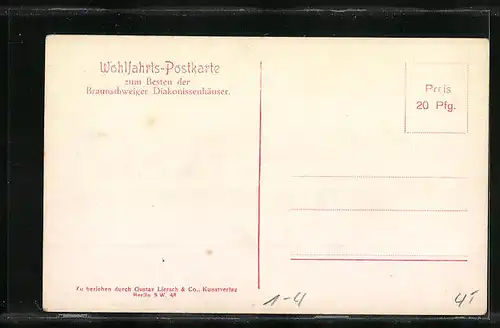 Wohlfahrts-Postkarte
zum Besten der
Braunschweiger Diakonissenhäuser.
Preis
20 Pfg.
Zu beziehen durch Gustav Liersch & Co., Kunstverlag
Berlin S.W. 48
1-4